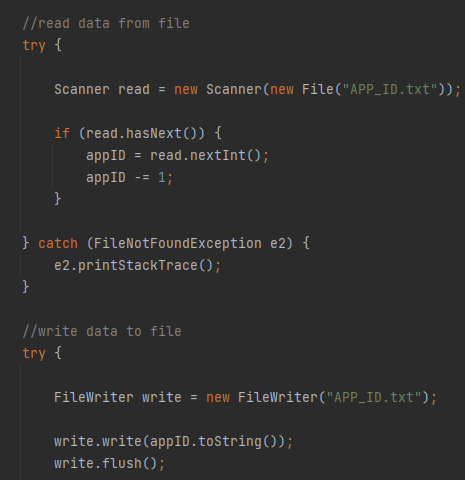 //read data from file
try {
Scanner read = new Scanner(new File("APP_ID.txt"));
if (read.hasNext()) {
appID = read.nextInt();
appID -= 1;
}
} catch (FileNotFoundException e2) {
e2.printStackTrace();
}
//write data to file
try {
FileWriter write = new FileWriter("APP_ID.txt");
write.write(appID.toString());
write.flush();